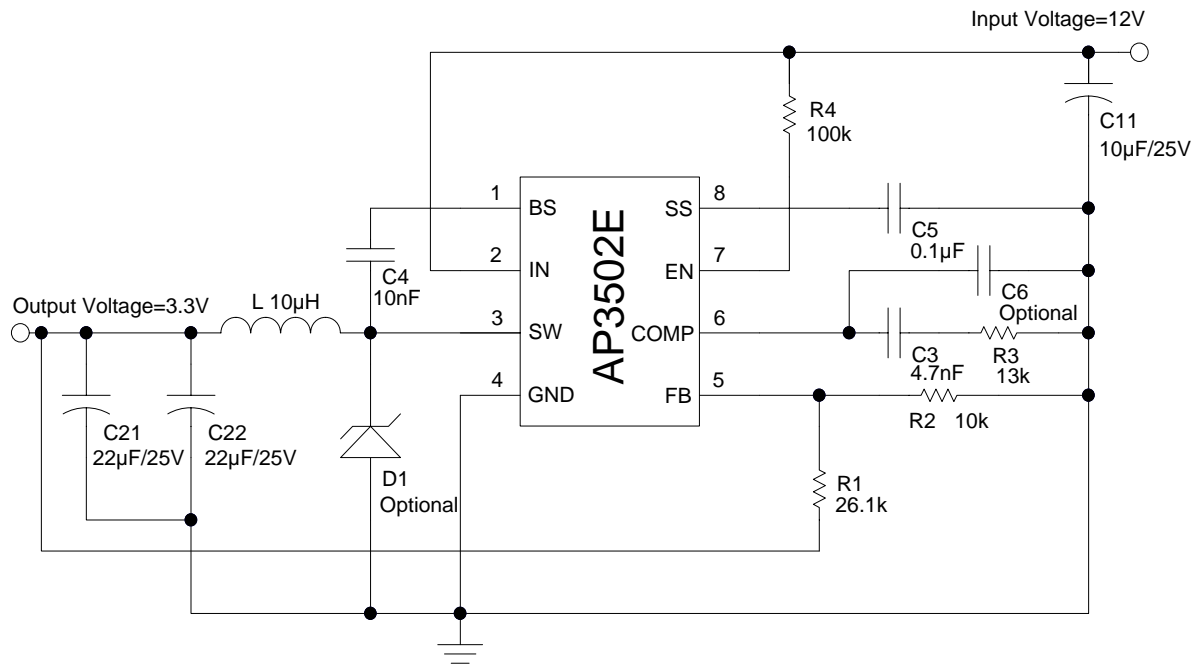 Input Voltage=12V
R4
100k
C11
10µF/25V
1
BS
SS
8
C5
0.1µF
2
IN
EN
7
C4
10nF
AP3502E
C6
Optional
Output Voltage=3.3V
L 10µH
3
SW
COMP
6
C3
4.7nF
R3
13k
4
GND
FB
5
R2 10k
C21
22µF/25V
C22
22µF/25V
D1
Optional
R1
26.1k